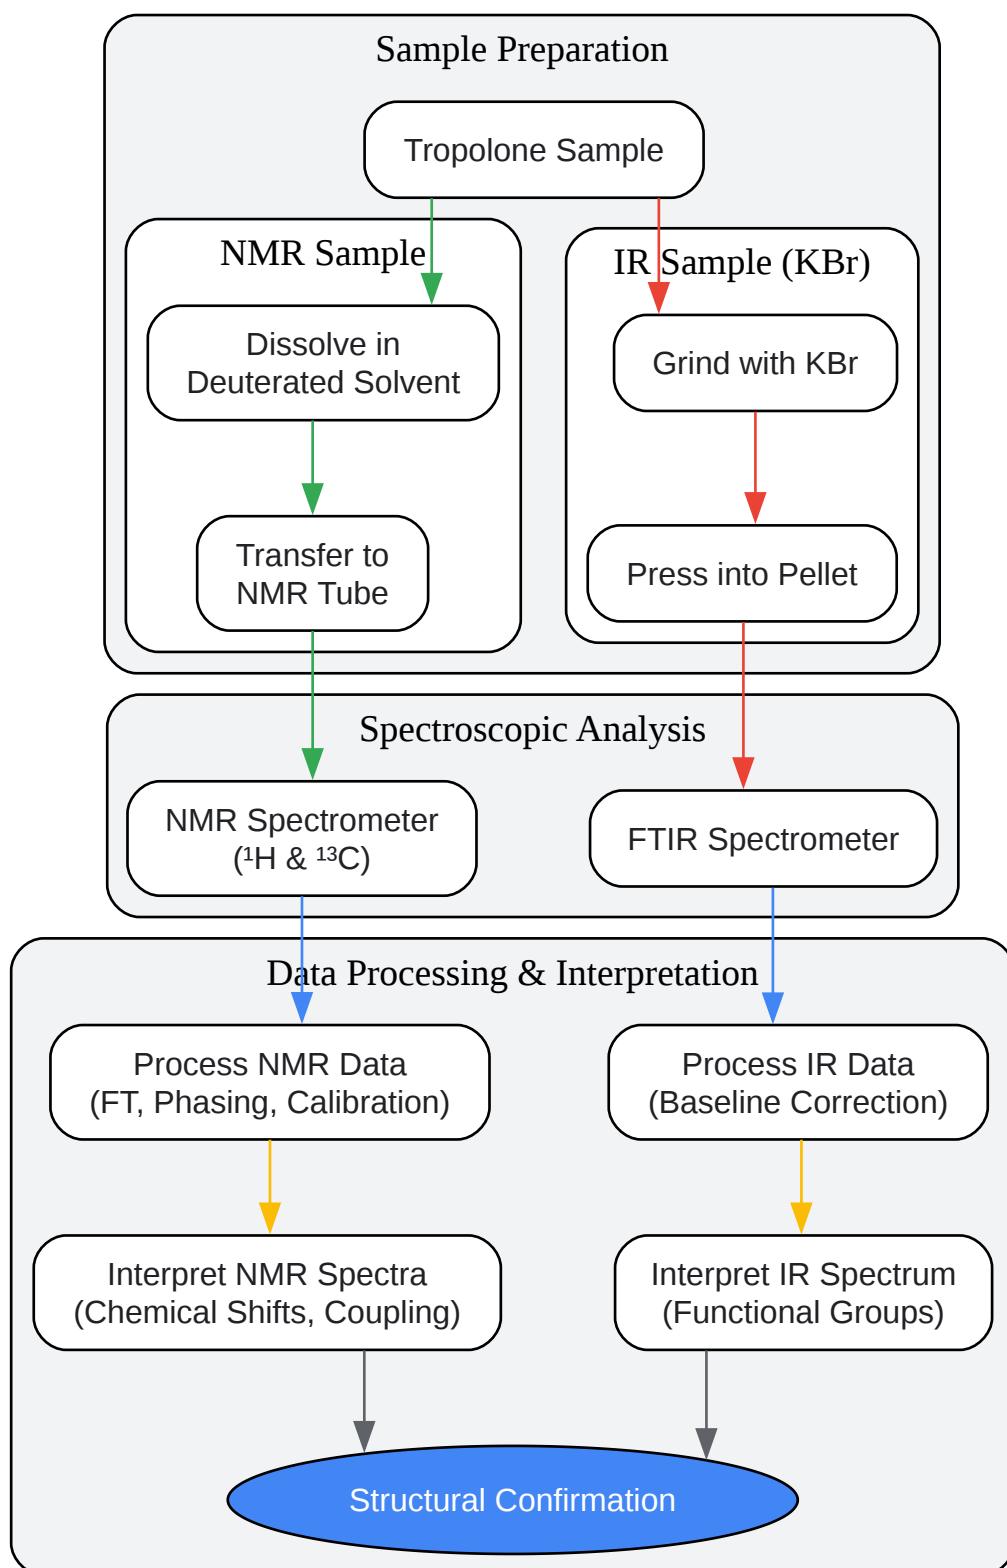 Sample Preparation
Tropolone Sample
NMR Sample
Dissolve in
Deuterated Solvent
Transfer to
NMR Tube
IR Sample (KBr)
Grind with KBr
Press into Pellet
Spectroscopic Analysis
NMR Spectrometer
(¹H & ¹³C)
FTIR Spectrometer
Data Processing & Interpretation
Process NMR Data
(FT, Phasing, Calibration)
Process IR Data
(Baseline Correction)
Interpret NMR Spectra
(Chemical Shifts, Coupling)
Interpret IR Spectrum
(Functional Groups)
Structural Confirmation